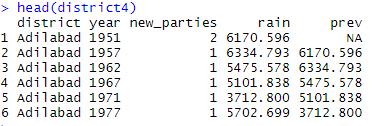 > head(district4)
district year new_parties rain prev
1 Adilabad 1951 2 6170.596 NA
2 Adilabad 1957 1 6334.793 6170.596
3 Adilabad 1962 1 5475.578 6334.793
4 Adilabad 1967 1 5101.838 5475.578
5 Adilabad 1971 1 3712.800 5101.838
6 Adilabad 1977 1 5702.699 3712.800